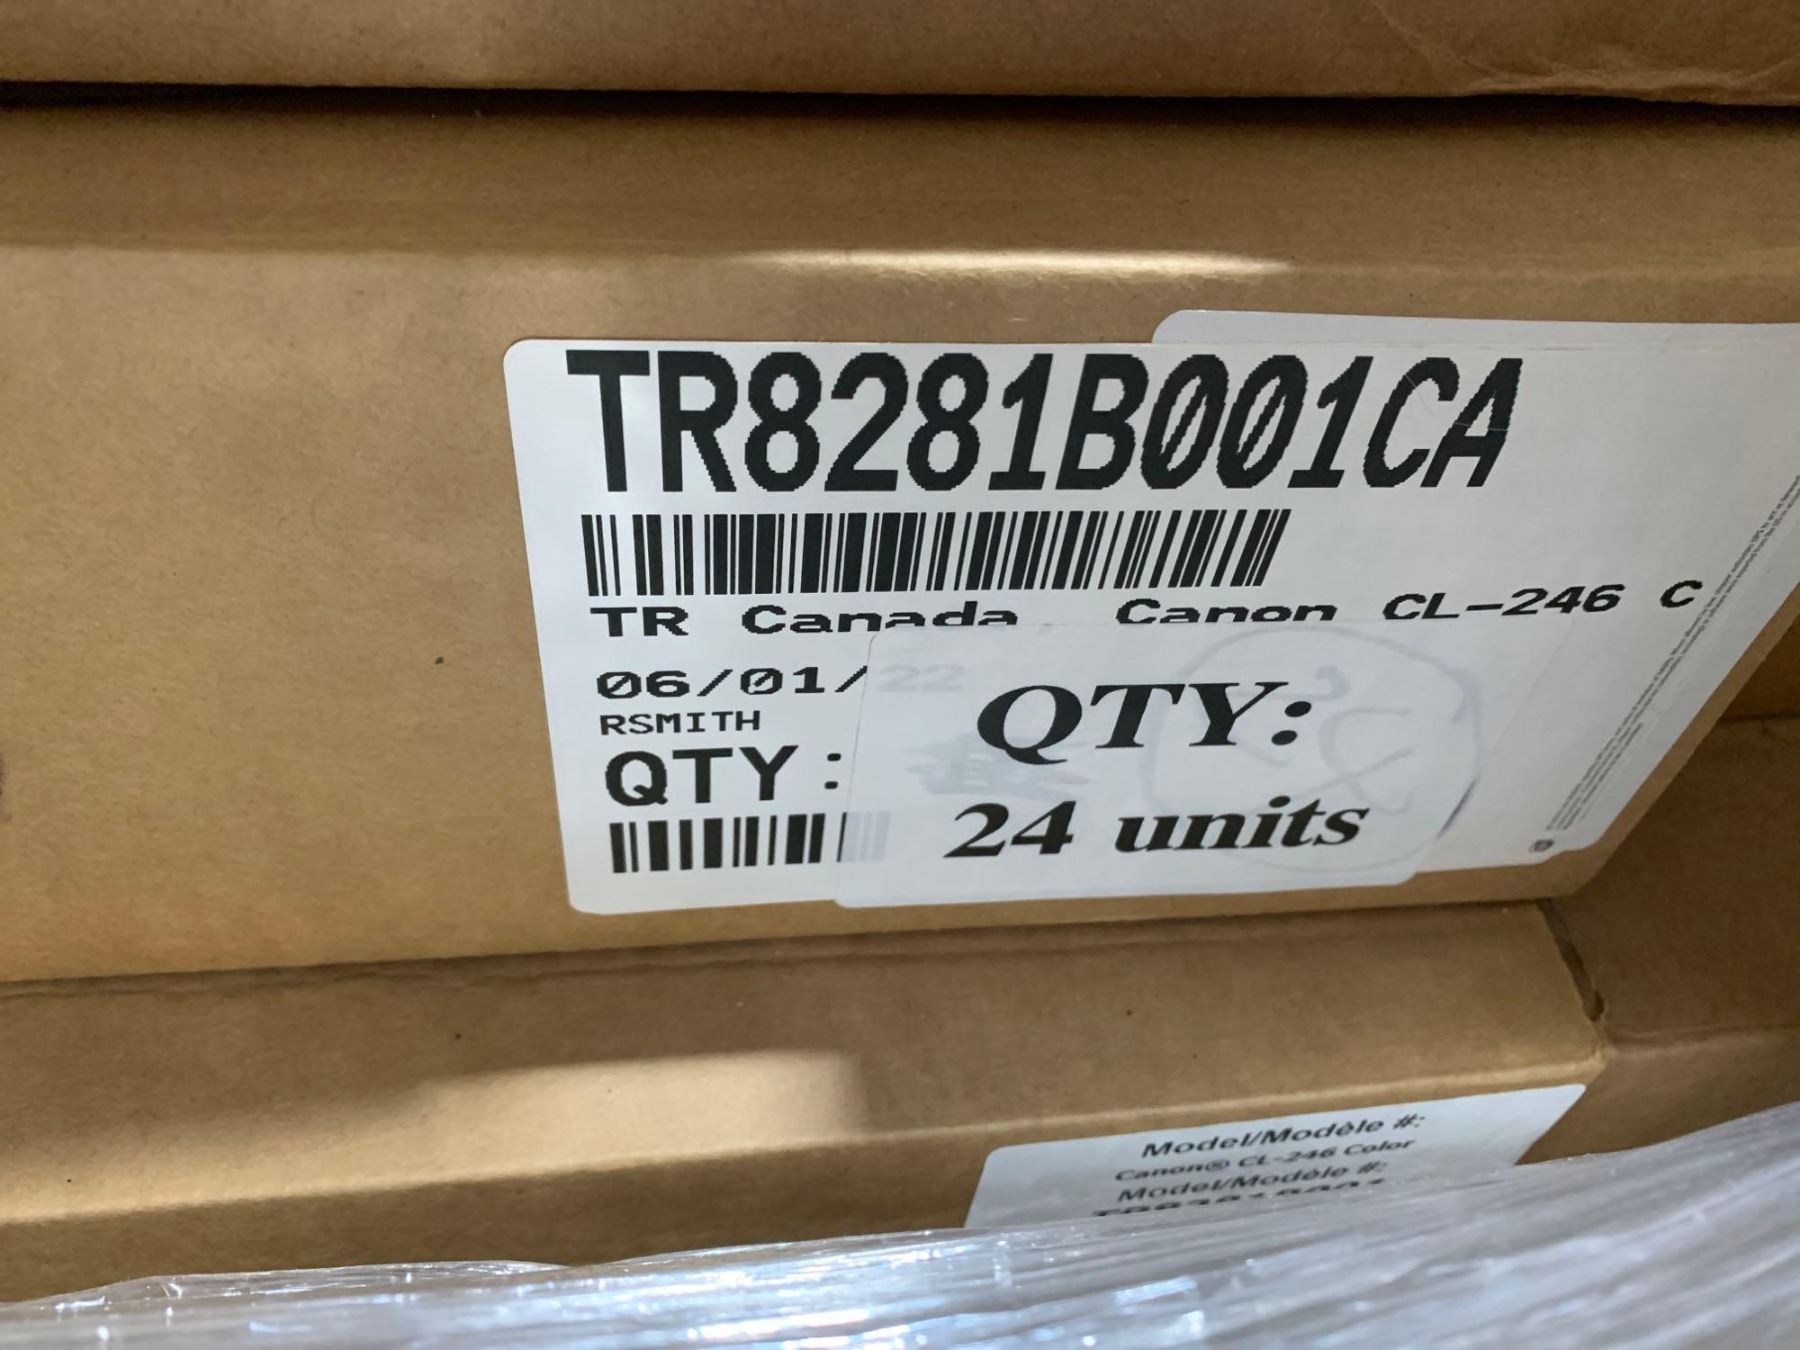 TR8281B001CA
TR Canada Canon CL-246 C
06/01/22
RSMITH
QTY:
QTY:
24 units
Model/Modèle #:
Canon® CL-246 Color
Model/Modèle #: